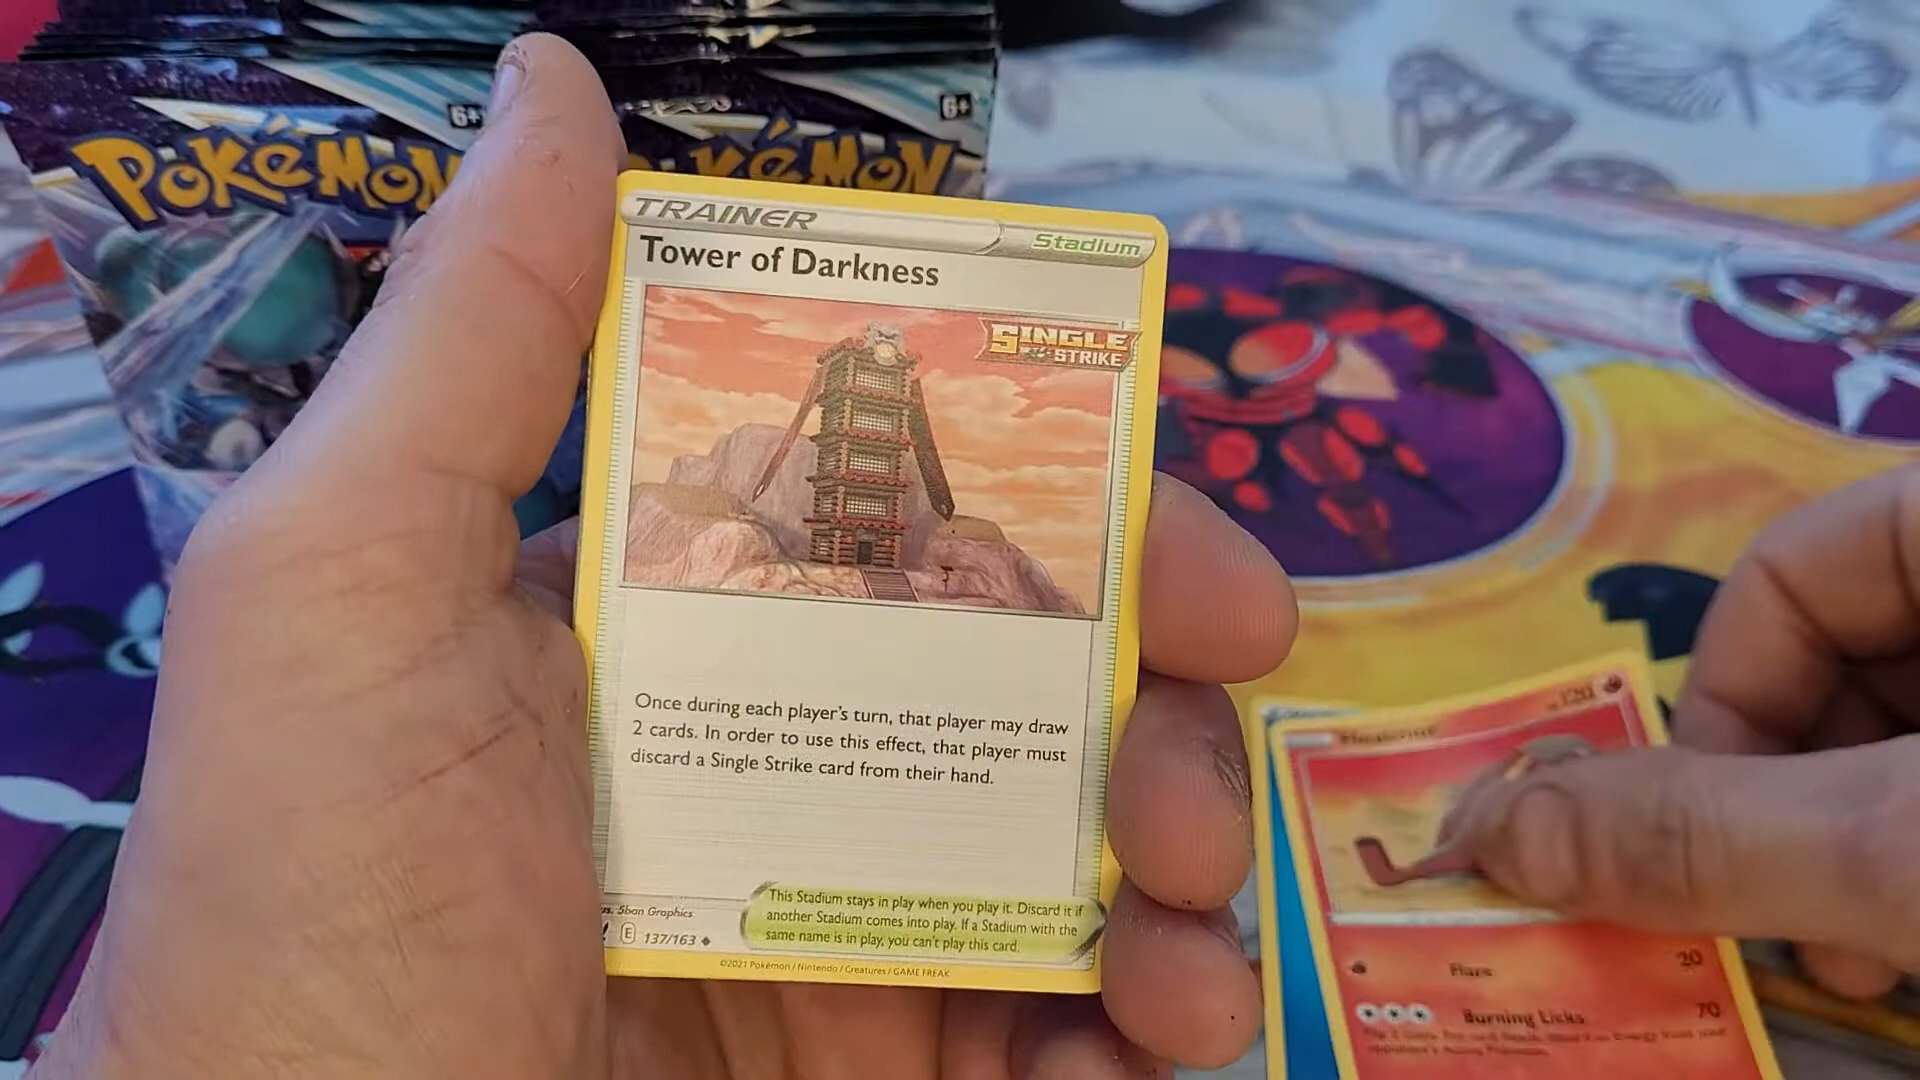 6+
6+
POKéMON
POKéMON
TRAINER
Stadium
Tower of Darkness
SINGLE
STRIKE
Once during each player's turn, that player may draw
2 cards. In order to use this effect, that player must
discard a Single Strike card from their hand.
This Stadium stays in play when you play it. Discard it if
another Stadium comes into play. If a Stadium with the
same name is in play, you can't play this card.
us. 5ban Graphics
E 137/163
©2021 Pokémon / Nintendo / Creatures / GAME FREAK
Heatmor
Flare 20
Burning Licks 70